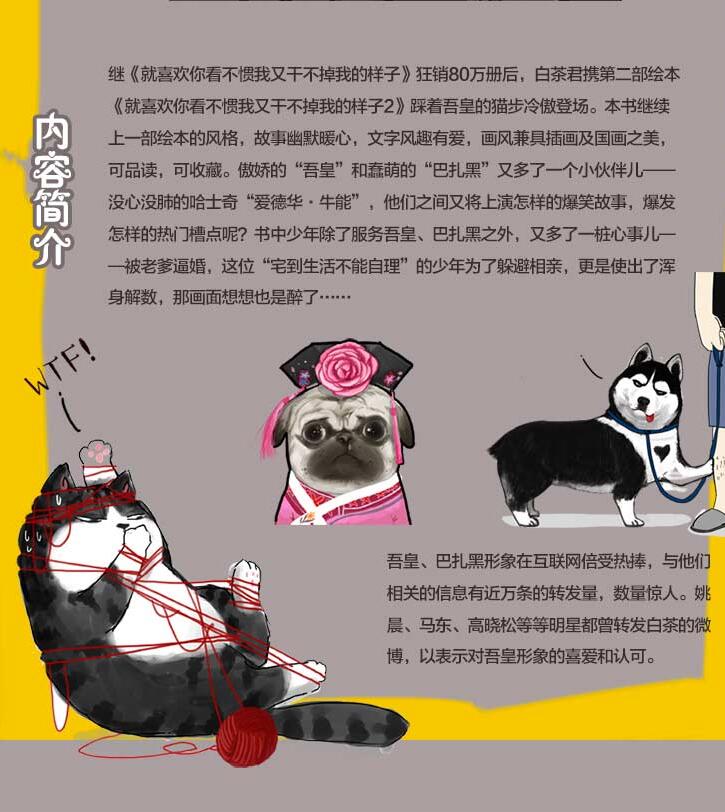 内容简介
继《就喜欢你看不惯我又干不掉我的样子》狂销80万册后，白茶君携第二部绘本
《就喜欢你看不惯我又干不掉我的样子2》踩着吾皇的猫步冷傲登场。本书继续
上一部绘本的风格，故事幽默暖心，文字风趣有爱，画风兼具插画及国画之美，
可品读，可收藏。傲娇的“吾皇”和蠢萌的“巴扎黑”又多了一个小伙伴儿——
没心没肺的哈士奇“爱德华·牛能”，他们之间又将上演怎样的爆笑故事，爆发
怎样的热门槽点呢？书中少年除了服务吾皇、巴扎黑之外，又多了一桩心事儿—
—被老爹逼婚，这位“宅到生活不能自理”的少年为了躲避相亲，更是使出了浑
身解数，那画面想想也是醉了……
WTF!
吾皇、巴扎黑形象在互联网倍受热捧，与他们
相关的信息有近万条的转发量，数量惊人。姚
晨、马东、高晓松等等明星都曾转发白茶的微
博，以表示对吾皇形象的喜爱和认可。